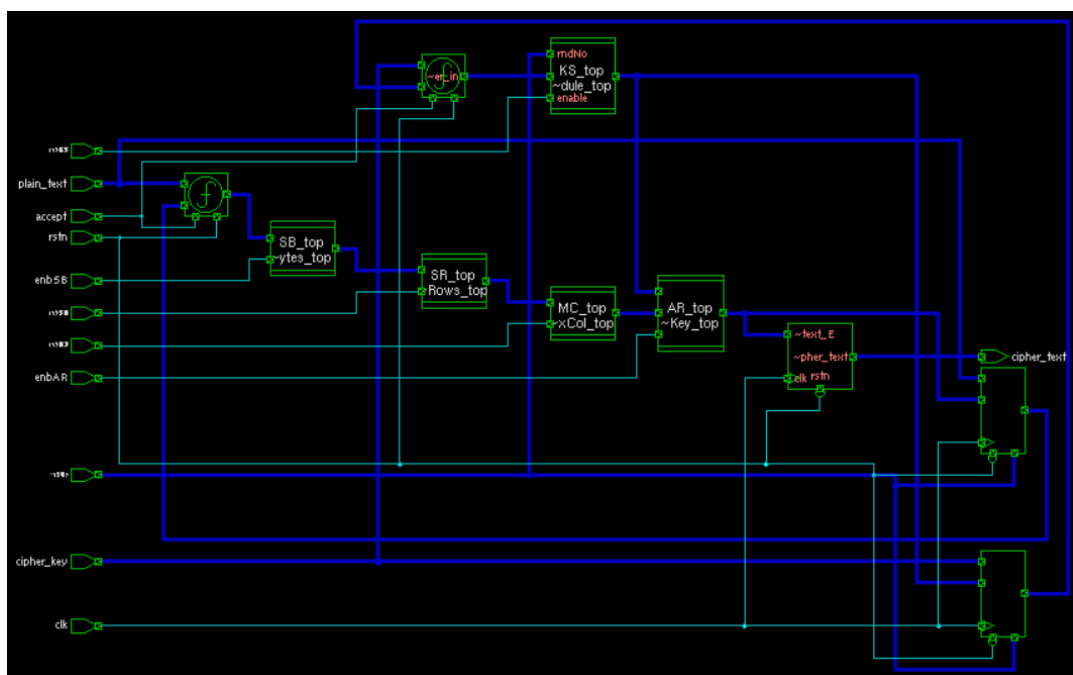 rndNo
KS_top
~dule_top
enable
~er_in
plain_text
accept
rstn
SB_top
~ytes_top
enbSB
SR_top
Rows_top
MC_top
~xCol_top
AR_top
~Key_top
enbAR
~text_E
~pher_text
clk rstn
cipher_text
cipher_key
clk